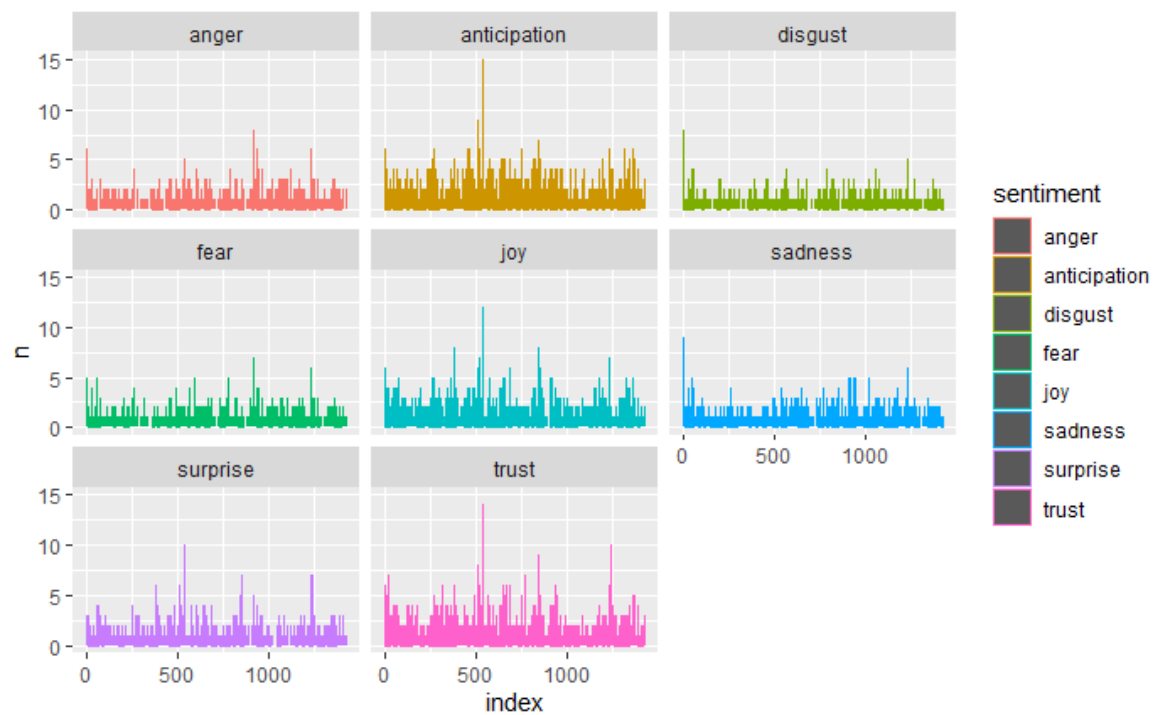 anger anticipation disgust
15
10
5
0
fear joy sadness
15
10
5
0
0 500 1000
surprise trust
15
10
5
0
0 500 1000 0 500 1000
n
index
sentiment
anger
anticipation
disgust
fear
joy
sadness
surprise
trust